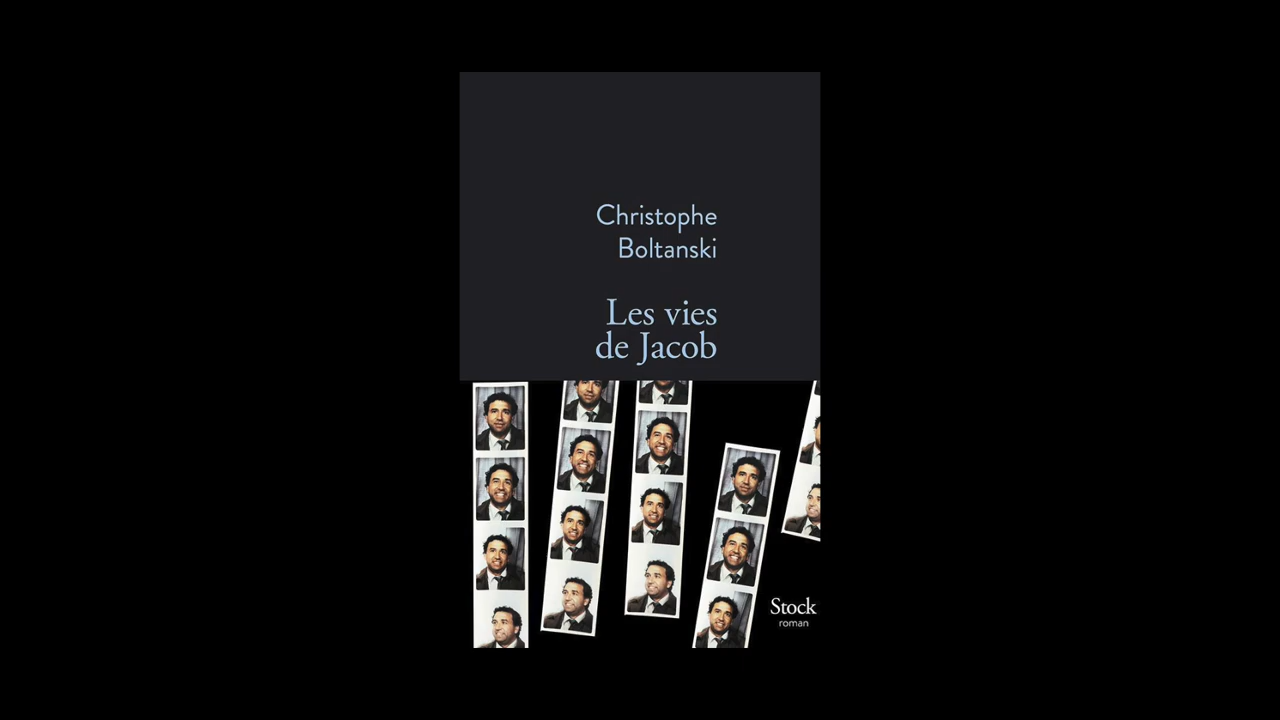 Christophe
Boltanski
Les vies
de Jacob
Stock
roman